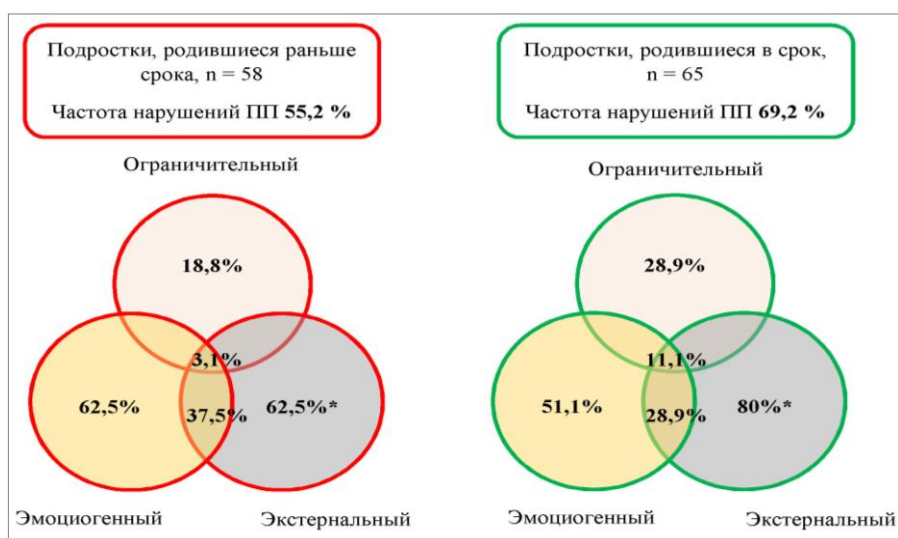 Подростки, родившиеся раньше
срока, n = 58
Частота нарушений ПП 55,2 %
Ограничительный
18,8%
3,1%
62,5%
37,5%
62,5%*
Эмоциогенный
Экстернальный
Подростки, родившиеся в срок,
n = 65
Частота нарушений ПП 69,2 %
Ограничительный
28,9%
11,1%
51,1%
28,9%
80%*
Эмоциогенный
Экстернальный